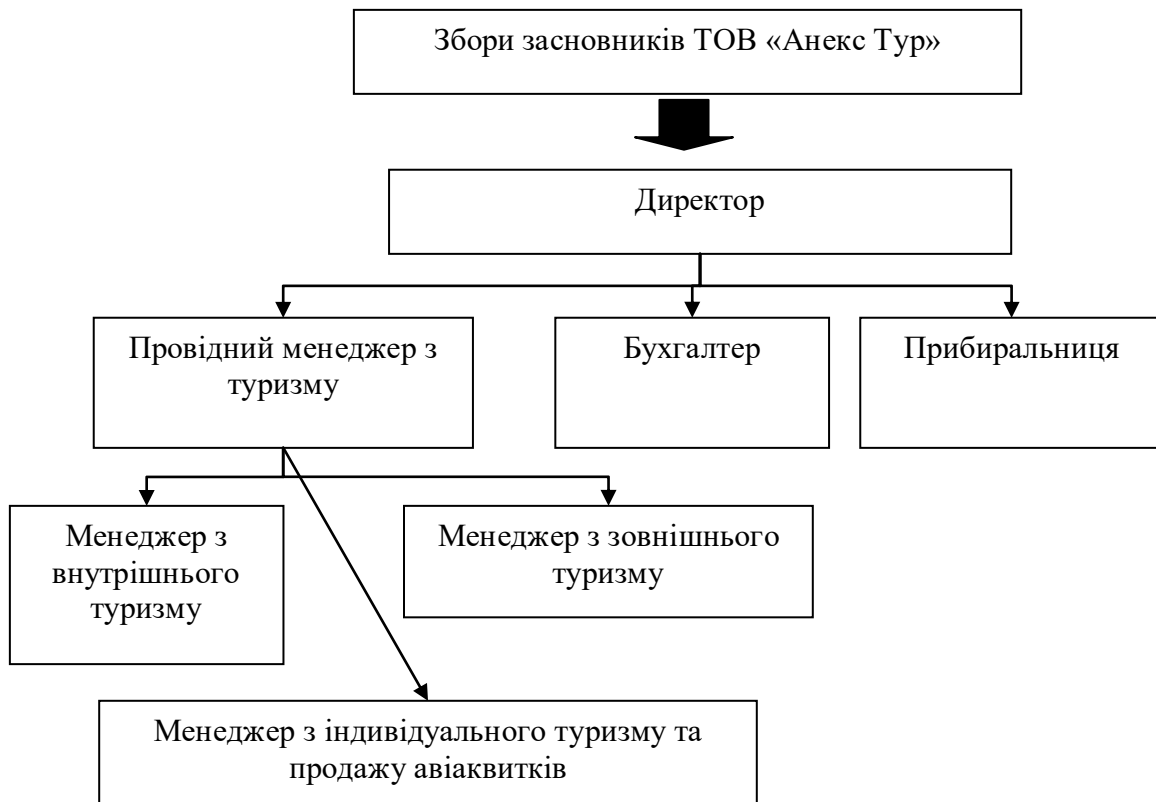 Збори засновників ТОВ «Анекс Тур»
Директор
Провідний менеджер з
туризму
Бухгалтер
Прибиральниця
Менеджер з
внутрішнього
туризму
Менеджер з зовнішнього
туризму
Менеджер з індивідуального туризму та
продажу авіаквитків